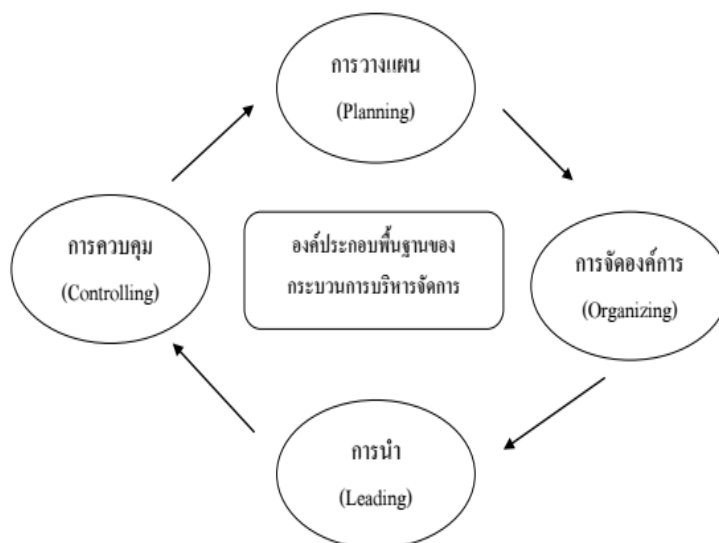 การวางแผน
(Planning)
การควบคุม
(Controlling)
องค์ประกอบพื้นฐานของ
กระบวนการบริหารจัดการ
การจัดองค์การ
(Organizing)
การนำ
(Leading)